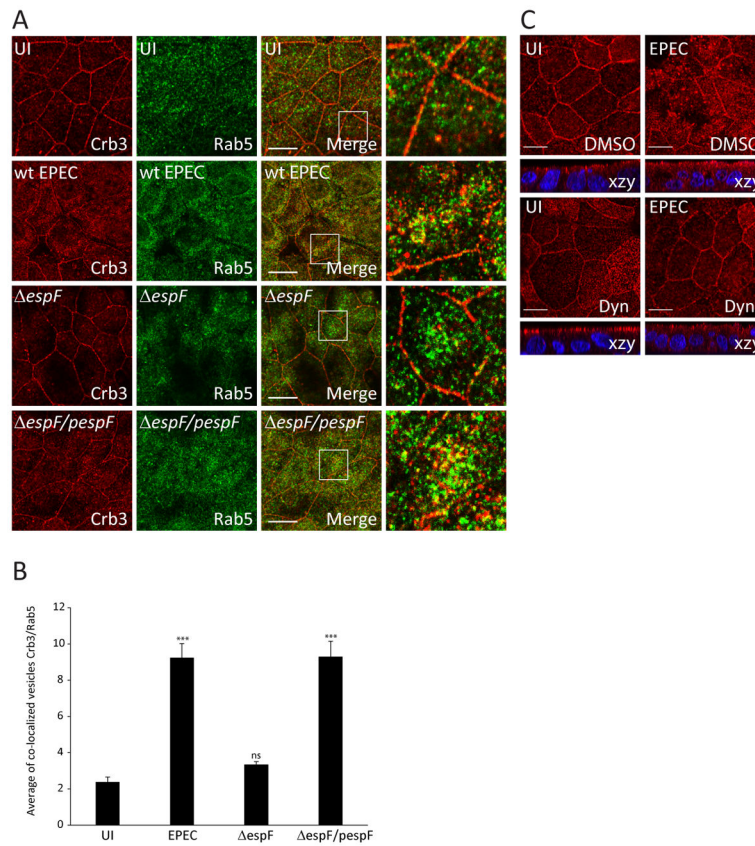 A
UI UI UI
Crb3 Rab5 Merge
wt EPEC wt EPEC wt EPEC
Crb3 Rab5 Merge
ΔespF ΔespF ΔespF
Crb3 Rab5 Merge
ΔespF/pespF ΔespF/pespF ΔespF/pespF
Crb3 Rab5 Merge
C
UI EPEC
DMSO DMSO
xzy xzy
UI EPEC
Dyn Dyn
xzy xzy
B
Average of co-localized vesicles Crb3/Rab5
12
10
8
6
4
2
0
*** ns ***
UI EPEC ΔespF ΔespF/pespF